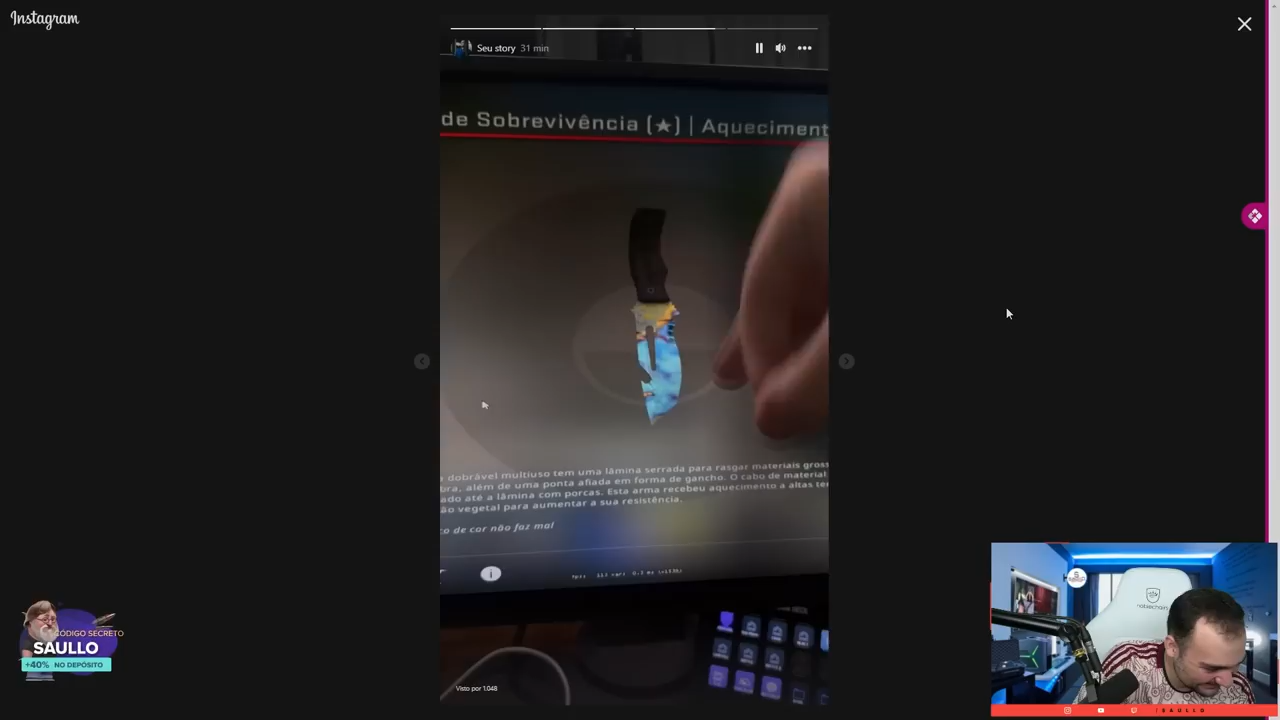 Instagram
Seu story 31 min
de Sobrevivência (★) | Aqueciment
dobrável multiuso tem uma lâmina serrada para rasgar materiais gross
bra, além de uma ponta afiada em forma de gancho. O cabo de material
ado até a lâmina com porcas. Esta arma recebeu aquecimento a altas te
ão vegetal para aumentar a sua resistência.
co de cor não faz mal
i
Visto por 1.048
CÓDIGO SECRETO
SAULLO
+40% NO DEPÓSITO
noblechairs
/SAULLO